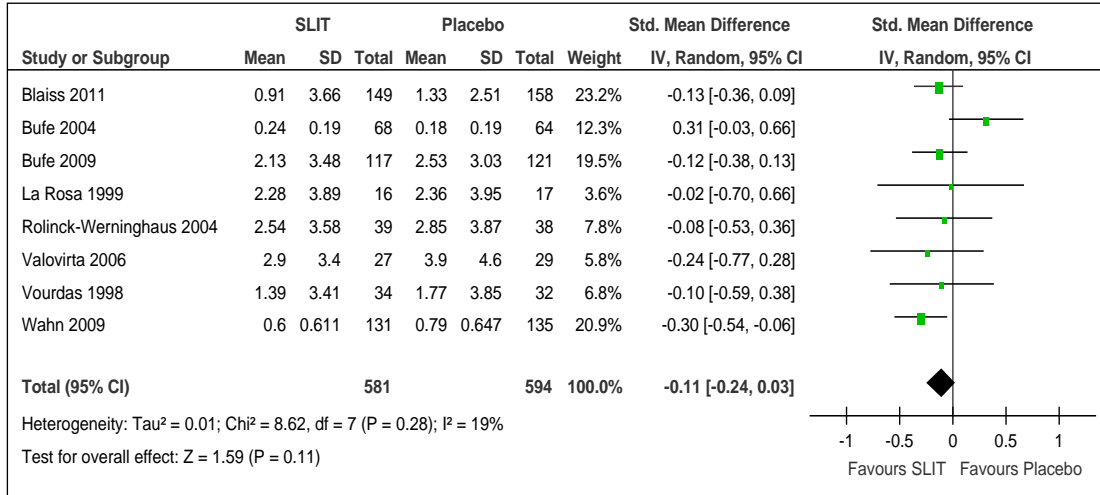 SLIT Placebo Std. Mean Difference Std. Mean Difference
Study or Subgroup Mean SD Total Mean SD Total Weight IV, Random, 95% CI IV, Random, 95% CI
Blaiss 2011 0.91 3.66 149 1.33 2.51 158 23.2% -0.13 [-0.36, 0.09]
Bufe 2004 0.24 0.19 68 0.18 0.19 64 12.3% 0.31 [-0.03, 0.66]
Bufe 2009 2.13 3.48 117 2.53 3.03 121 19.5% -0.12 [-0.38, 0.13]
La Rosa 1999 2.28 3.89 16 2.36 3.95 17 3.6% -0.02 [-0.70, 0.66]
Rolinck-Werninghaus 2004 2.54 3.58 39 2.85 3.87 38 7.8% -0.08 [-0.53, 0.36]
Valovirta 2006 2.9 3.4 27 3.9 4.6 29 5.8% -0.24 [-0.77, 0.28]
Vourdas 1998 1.39 3.41 34 1.77 3.85 32 6.8% -0.10 [-0.59, 0.38]
Wahn 2009 0.6 0.611 131 0.79 0.647 135 20.9% -0.30 [-0.54, -0.06]
Total (95% CI) 581 594 100.0% -0.11 [-0.24, 0.03]
Heterogeneity: Tau² = 0.01; Chi² = 8.62, df = 7 (P = 0.28); I² = 19%
Test for overall effect: Z = 1.59 (P = 0.11)
-1 -0.5 0 0.5 1
Favours SLIT Favours Placebo